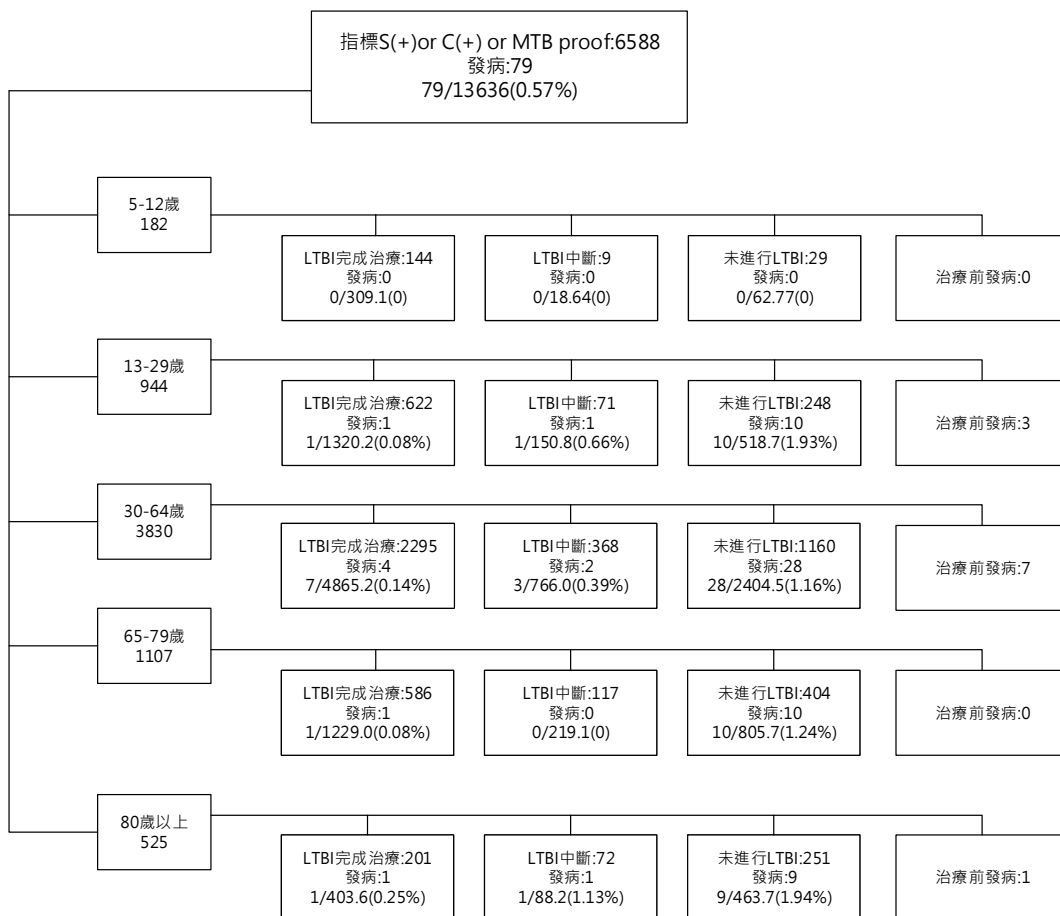 指標S(+)or C(+) or MTB proof:6588
發病:79
79/13636(0.57%)
5-12歲
182
LTBI完成治療:144
發病:0
0/309.1(0)
LTBI中斷:9
發病:0
0/18.64(0)
未進行LTBI:29
發病:0
0/62.77(0)
治療前發病:0
13-29歲
944
LTBI完成治療:622
發病:1
1/1320.2(0.08%)
LTBI中斷:71
發病:1
1/150.8(0.66%)
未進行LTBI:248
發病:10
10/518.7(1.93%)
治療前發病:3
30-64歲
3830
LTBI完成治療:2295
發病:4
7/4865.2(0.14%)
LTBI中斷:368
發病:2
3/766.0(0.39%)
未進行LTBI:1160
發病:28
28/2404.5(1.16%)
治療前發病:7
65-79歲
1107
LTBI完成治療:586
發病:1
1/1229.0(0.08%)
LTBI中斷:117
發病:0
0/219.1(0)
未進行LTBI:404
發病:10
10/805.7(1.24%)
治療前發病:0
80歲以上
525
LTBI完成治療:201
發病:1
1/403.6(0.25%)
LTBI中斷:72
發病:1
1/88.2(1.13%)
未進行LTBI:251
發病:9
9/463.7(1.94%)
治療前發病:1